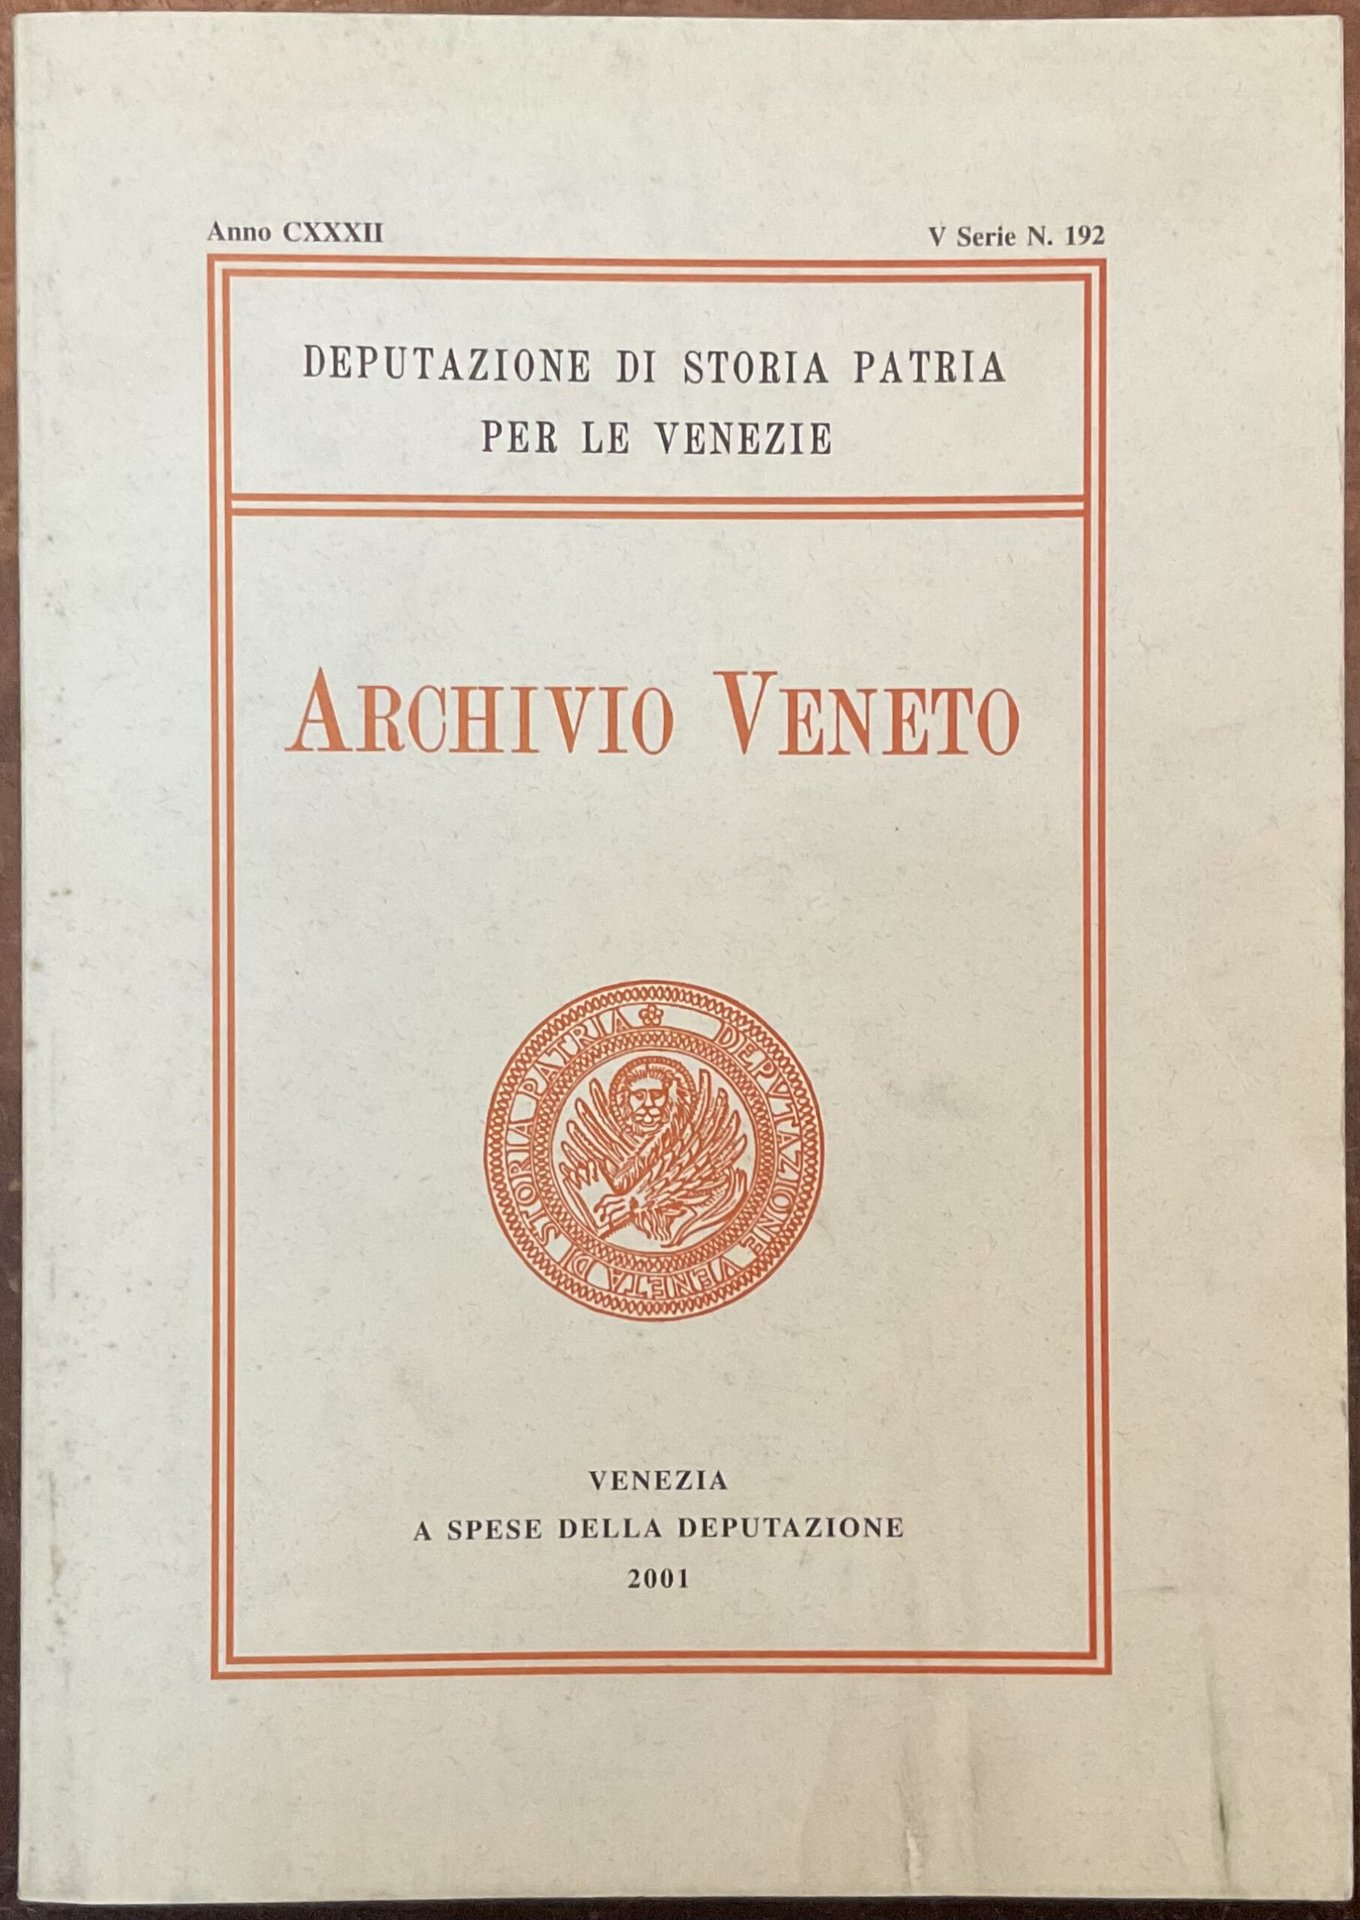 Anno CXXXII
V Serie N. 192
DEPUTAZIONE DI STORIA PATRIA
PER LE VENEZIE
ARCHIVIO VENETO
DEPVTAZIONE VENETA DI STORIA PATRIA
VENEZIA
A SPESE DELLA DEPUTAZIONE
2001